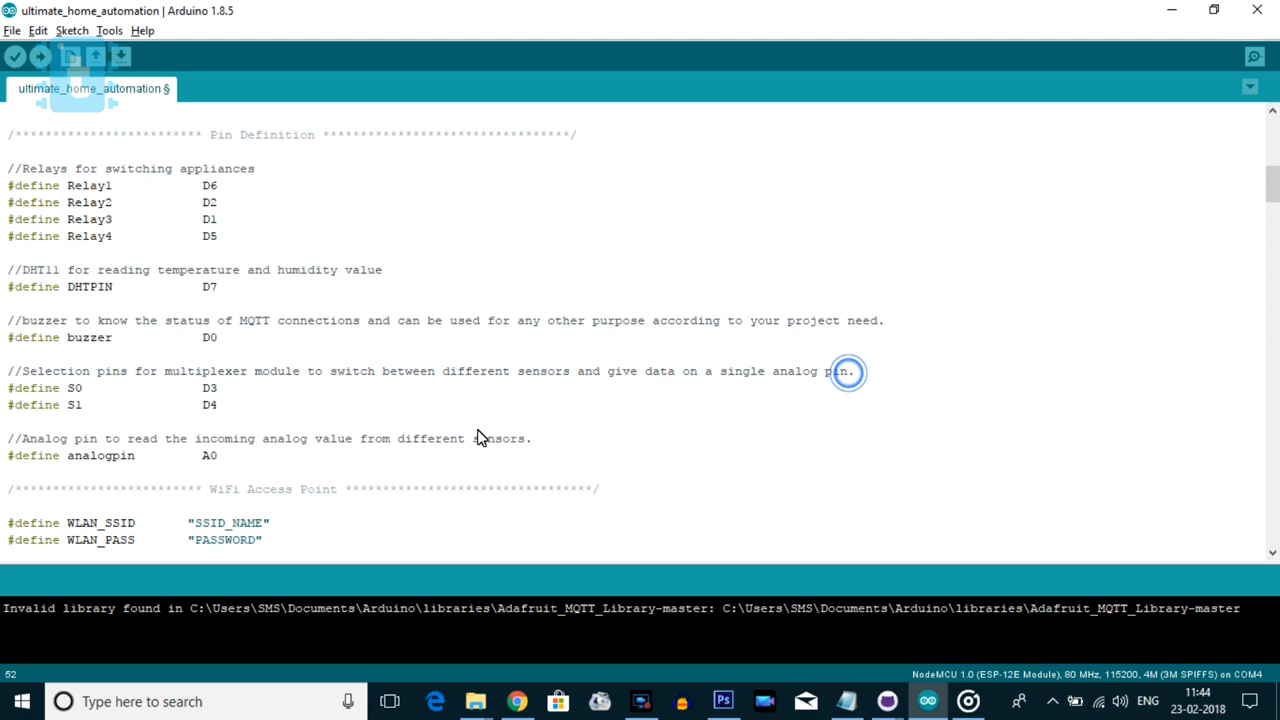 ultimate_home_automation | Arduino 1.8.5
File Edit Sketch Tools Help
ultimate_home_automation §
/************************** Pin Definition *********************************/
//Relays for switching appliances
#define Relay1 D6
#define Relay2 D2
#define Relay3 D1
#define Relay4 D5
//DHT11 for reading temperature and humidity value
#define DHTPIN D7
//buzzer to know the status of MQTT connections and can be used for any other purpose according to your project need.
#define buzzer D0
//Selection pins for multiplexer module to switch between different sensors and give data on a single analog pin.
#define S0 D3
#define S1 D4
//Analog pin to read the incoming analog value from different sensors.
#define analogpin A0
/************************** WiFi Access Point *********************************/
#define WLAN_SSID "SSID_NAME"
#define WLAN_PASS "PASSWORD"
Invalid library found in C:\Users\SMS\Documents\Arduino\libraries\Adafruit_MQTT_Library-master: C:\Users\SMS\Documents\Arduino\libraries\Adafruit_MQTT_Library-master
52 NodeMCU 1.0 (ESP-12E Module), 80 MHz, 115200, 4M (3M SPIFFS) on COM4
Type here to search
Ps
ENG
11:44
23-02-2018